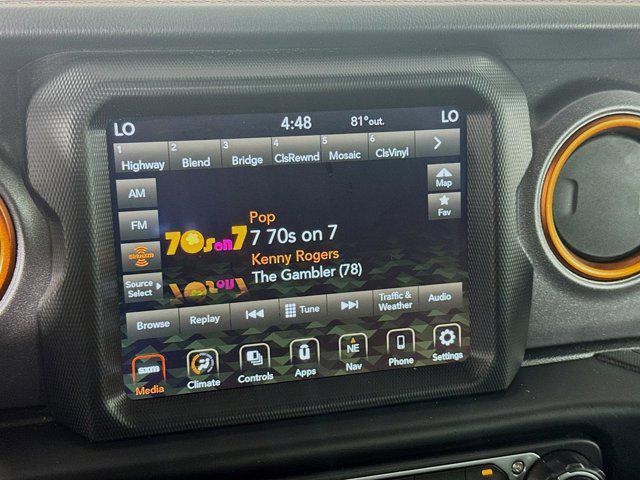 LO 4:48 81°out. LO
1 Highway 2 Blend 3 Bridge 4 ClsRewnd 5 Mosaic 6 ClsVinyl
AM
Map
FM
Fav
70s on 7
Pop
7 70s on 7
Kenny Rogers
The Gambler (78)
siriusxm
Source
Select
Browse Replay Tune Traffic & Weather Audio
sxm
NE
Media Climate Controls Apps Nav Phone Settings